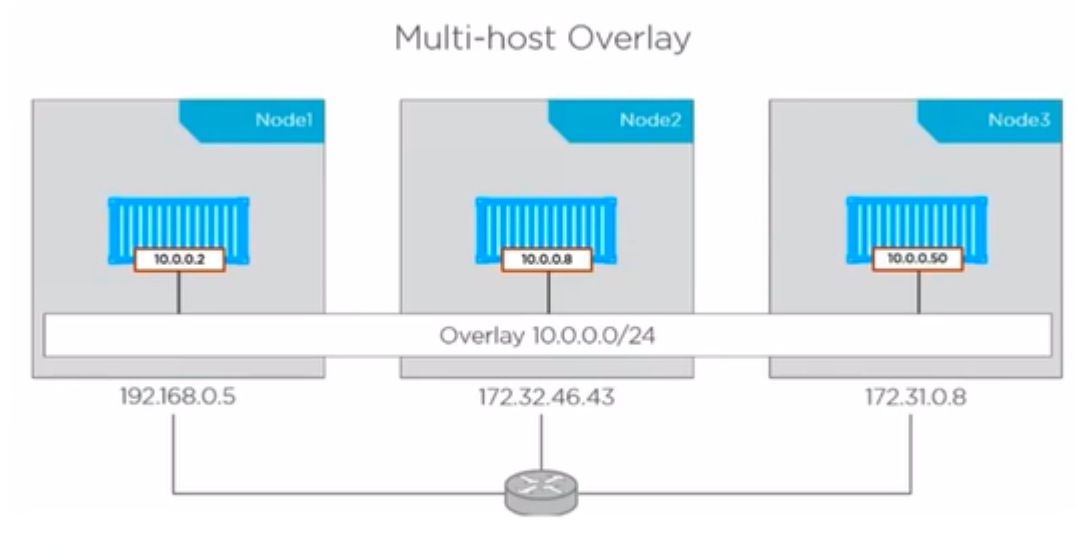 Multi-host Overlay
Node1
Node2
Node3
10.0.0.2
10.0.0.8
10.0.0.50
Overlay 10.0.0.0/24
192.168.0.5
172.32.46.43
172.31.0.8